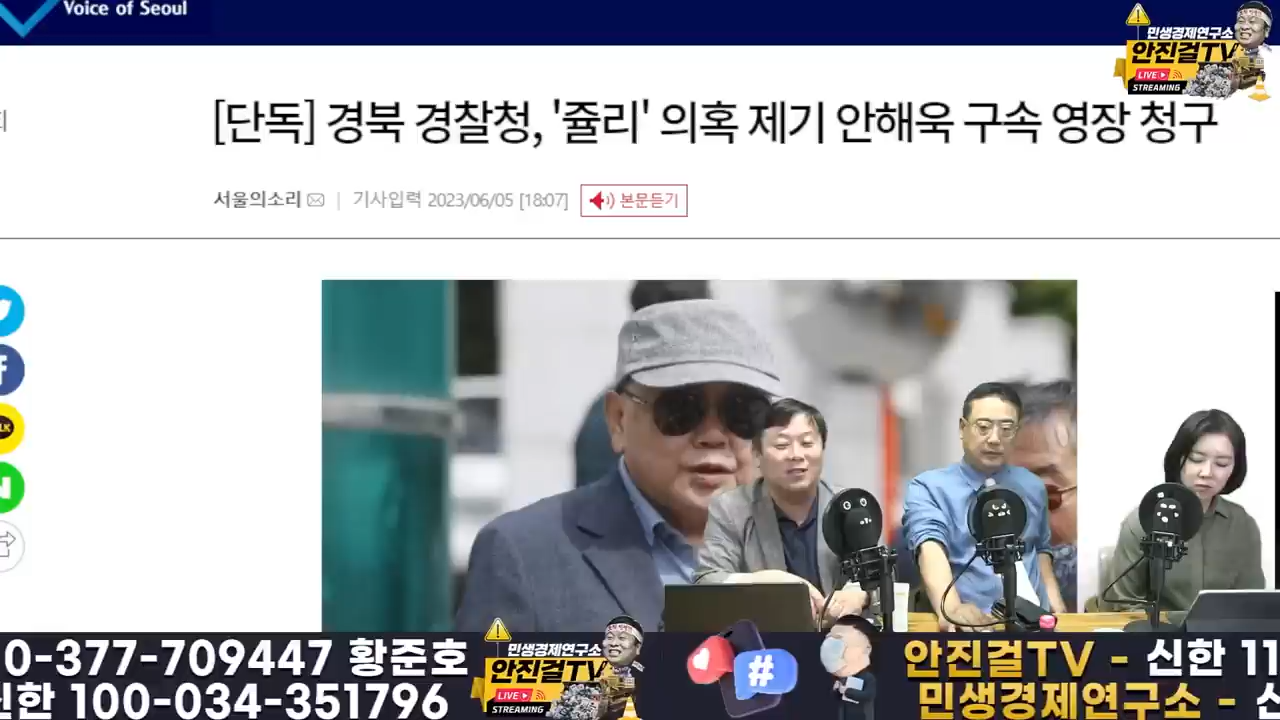 Voice of Seoul
민생경제연구소
안진걸TV
LIVE
STREAMING
[단독] 경북 경찰청, '쥴리' 의혹 제기 안해욱 구속 영장 청구
서울의소리 | 기사입력 2023/06/05 [18:07] 본문듣기
0-377-709447 황준호
신한 100-034-351796
민생경제연구소
안진걸TV
LIVE
STREAMING
#
안진걸TV - 신한 11
민생경제연구소 - 신